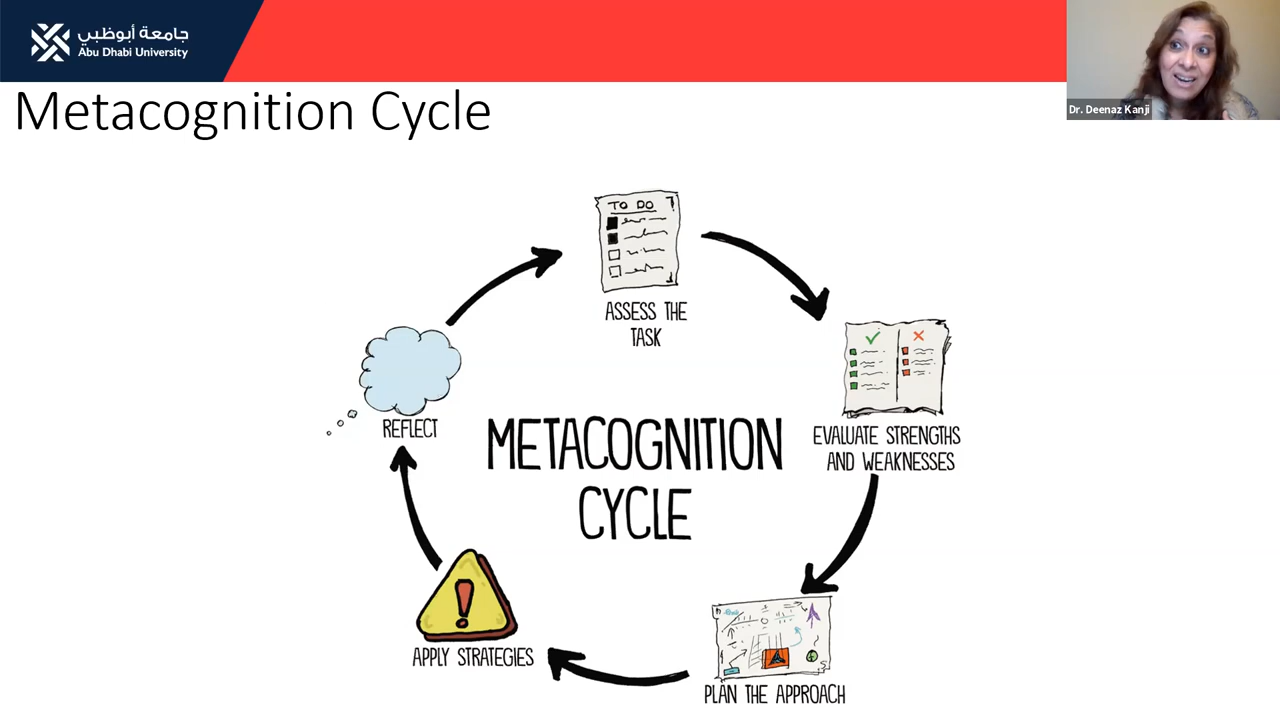 جامعة أبوظبي
Abu Dhabi University
Dr. Deenaz Kanji
Metacognition Cycle
TO DO
ASSESS THE
TASK
EVALUATE STRENGTHS
AND WEAKNESSES
REFLECT
METACOGNITION
CYCLE
APPLY STRATEGIES
PLAN THE APPROACH